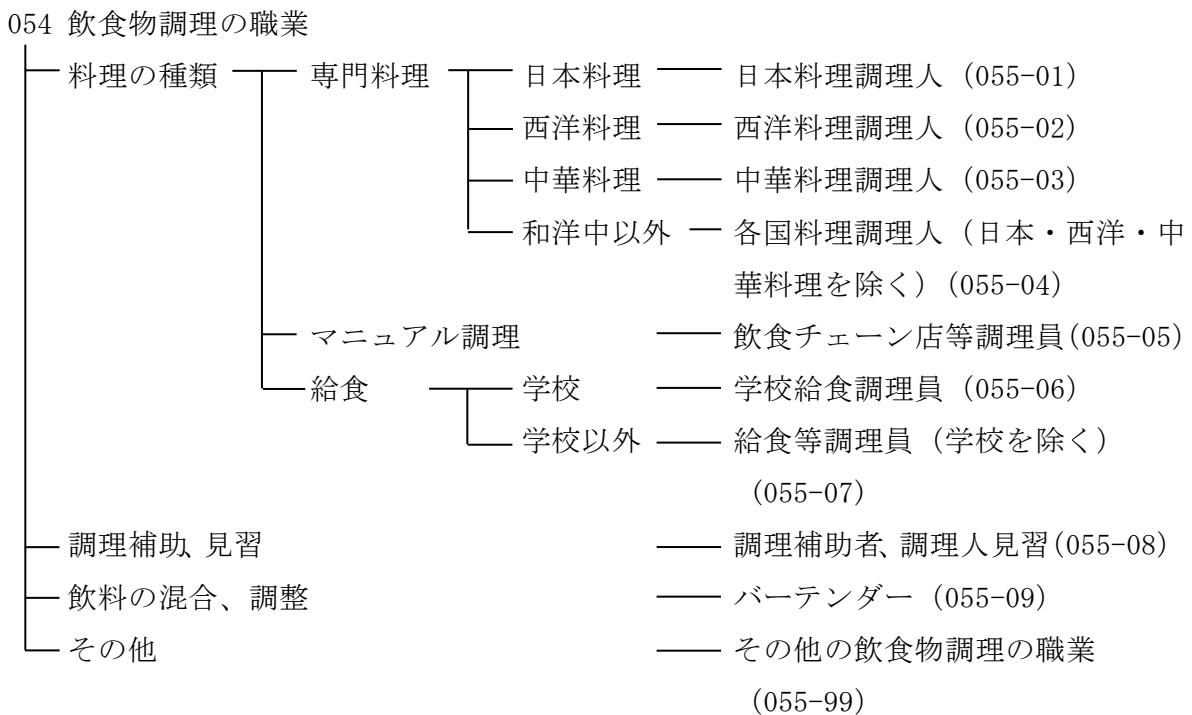 054 飲食物調理の職業
料理の種類 専門料理 日本料理 日本料理調理人（055-01）
西洋料理 西洋料理調理人（055-02）
中華料理 中華料理調理人（055-03）
和洋中以外 各国料理調理人（日本・西洋・中
華料理を除く）（055-04）
マニュアル調理 飲食チェーン店等調理員(055-05)
給食 学校 学校給食調理員（055-06）
学校以外 給食等調理員（学校を除く）
（055-07）
調理補助、見習 調理補助者、調理人見習(055-08)
飲料の混合、調整 バーテンダー（055-09）
その他 その他の飲食物調理の職業
（055-99）